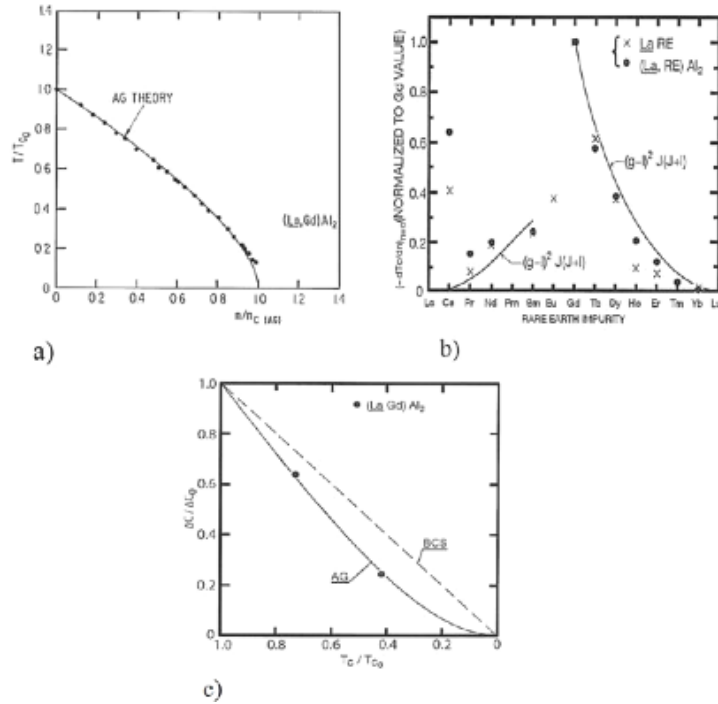 1.4
1.2
1.0
0.8
0.6
0.4
0.2
0
T/T_C0
AG THEORY
(La,Gd)Al2
0 0.2 0.4 0.6 0.8 1.0 1.2 1.4
n/nC (AG)
a)
1.0
0.8
0.6
0.4
0.2
0.0
(NORMALIZED TO Gd VALUE)
× La RE
• (La, RE) Al2
(g-1)² J(J+1)
(g-1)² J(J+1)
La Ce Pr Nd Pm Sm Eu Gd Tb Dy Ho Er Tm Yb Lu
RARE EARTH IMPURITY
b)
1.0
0.8
0.6
0.4
0.2
0
ΔC/ΔC0
• (La Gd) Al2
BCS
AG
1.0 0.8 0.6 0.4 0.2 0
TC / TC0
c)